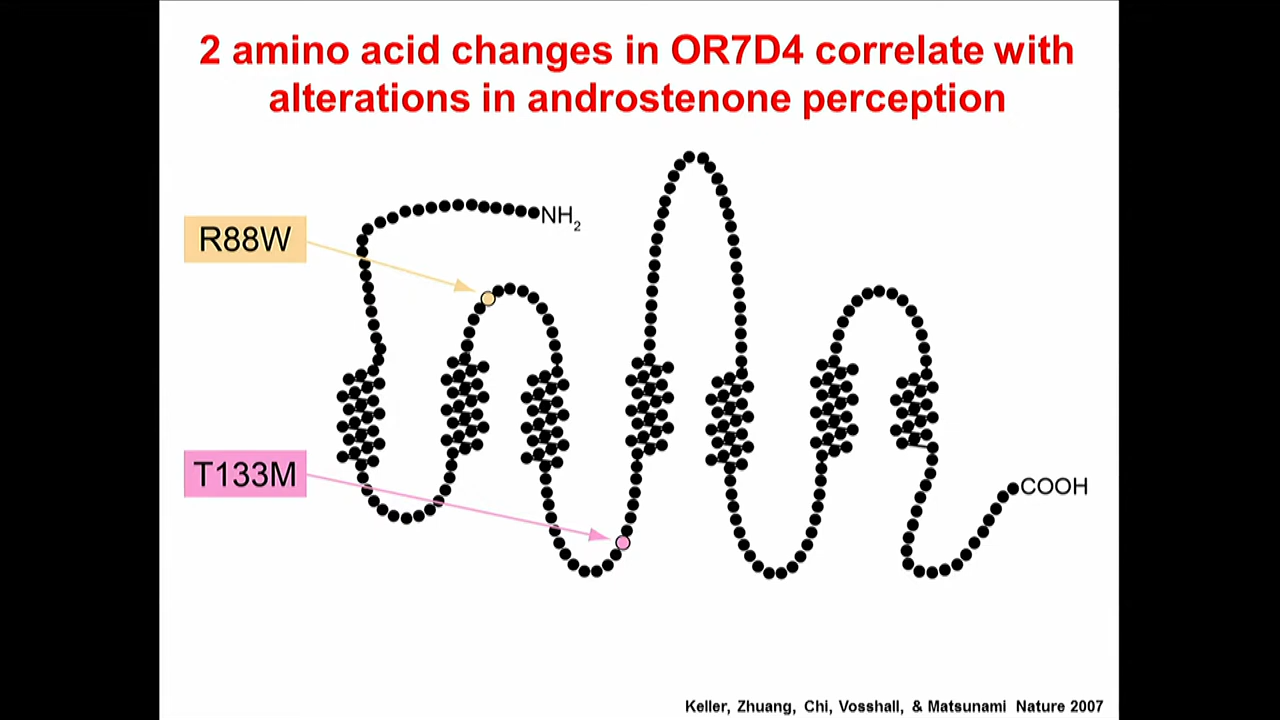 2 amino acid changes in OR7D4 correlate with
alterations in androstenone perception
NH2
R88W
T133M
COOH
Keller, Zhuang, Chi, Vosshall, & Matsunami Nature 2007